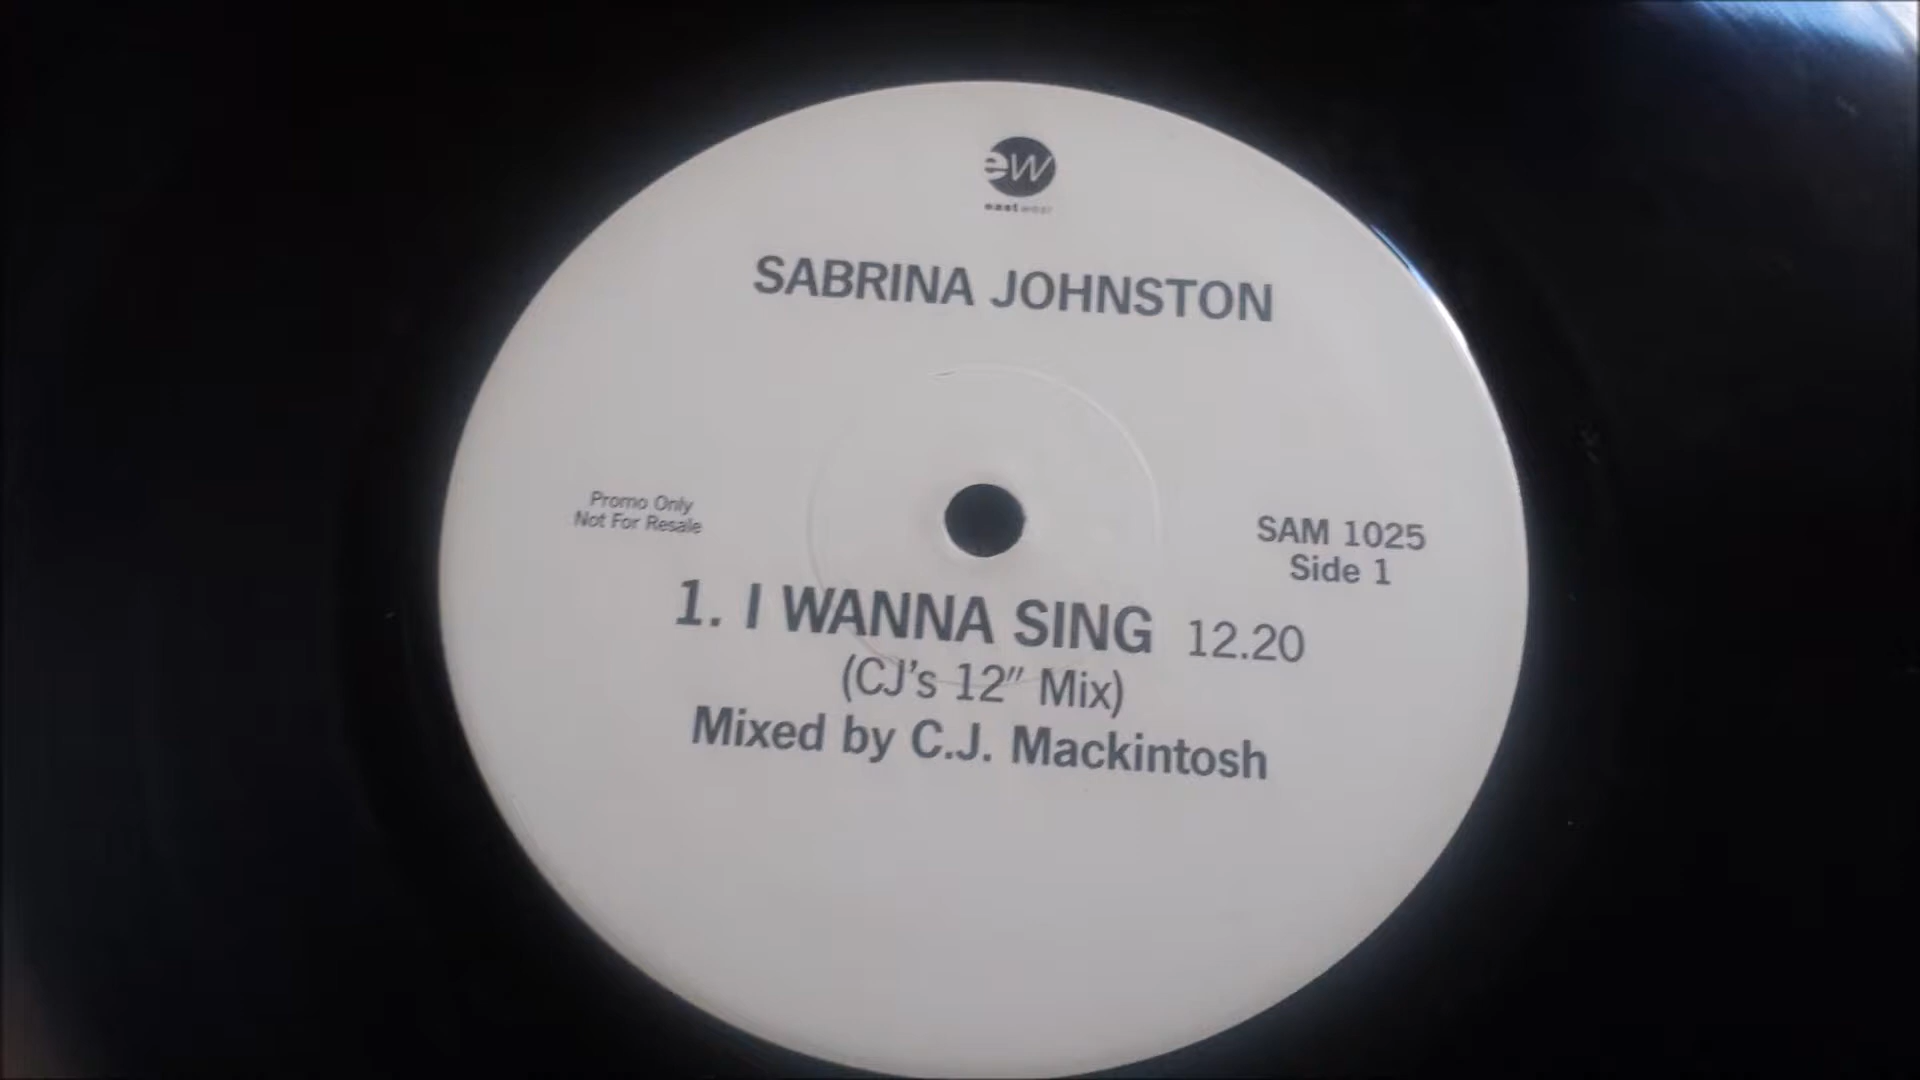 ew
eastwest
SABRINA JOHNSTON
Promo Only
Not For Resale
SAM 1025
Side 1
1. I WANNA SING 12.20
(CJ's 12" Mix)
Mixed by C.J. Mackintosh